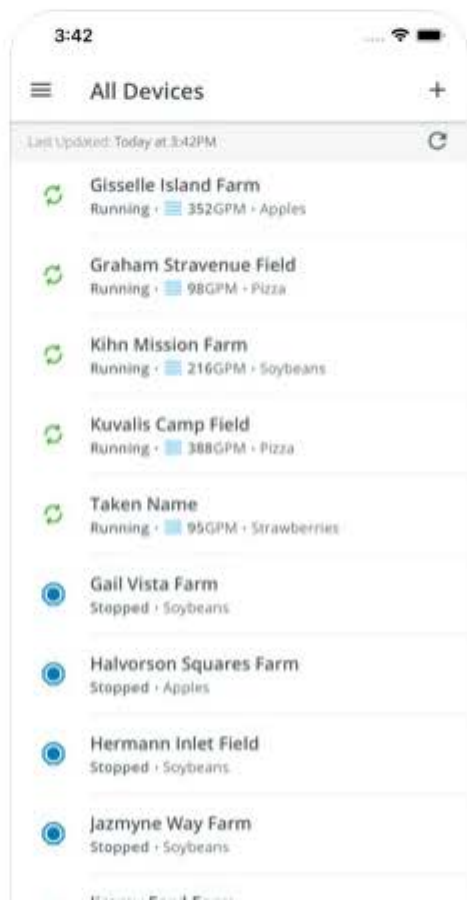 3:42
All Devices
Last Updated: Today at 3:42PM
Gisselle Island Farm
Running · 352GPM · Apples
Graham Stravenue Field
Running · 98GPM · Pizza
Kihn Mission Farm
Running · 216GPM · Soybeans
Kuvalis Camp Field
Running · 388GPM · Pizza
Taken Name
Running · 95GPM · Strawberries
Gail Vista Farm
Stopped · Soybeans
Halvorson Squares Farm
Stopped · Apples
Hermann Inlet Field
Stopped · Soybeans
Jazmyne Way Farm
Stopped · Soybeans